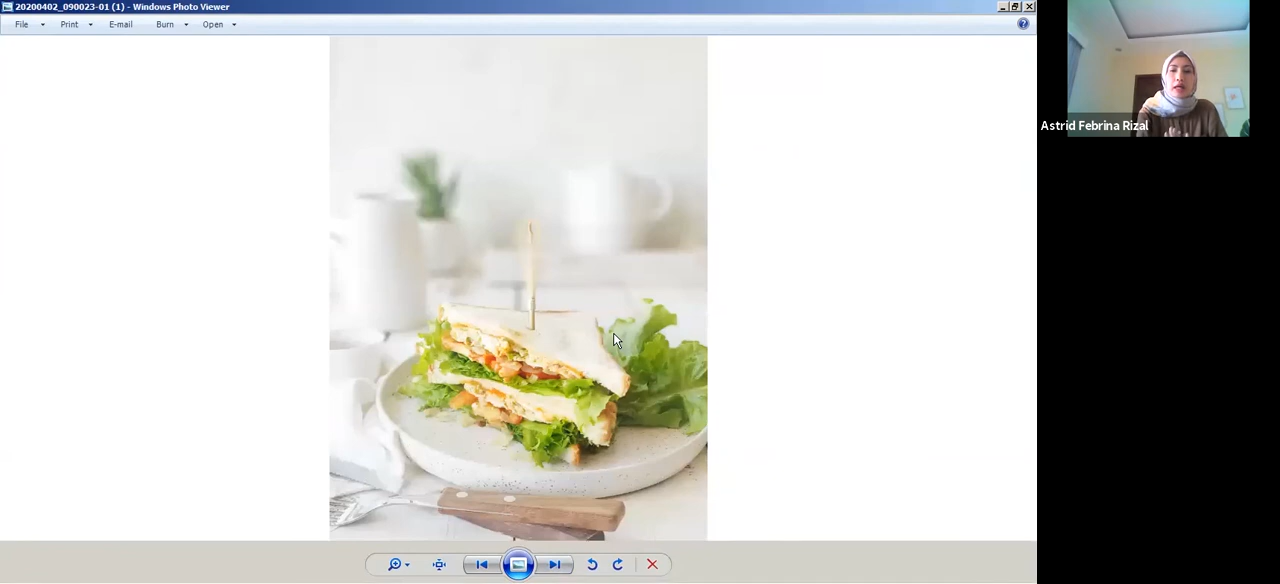 20200402_090023-01 (1) - Windows Photo Viewer
File Print E-mail Burn Open
Astrid Febrina Rizal